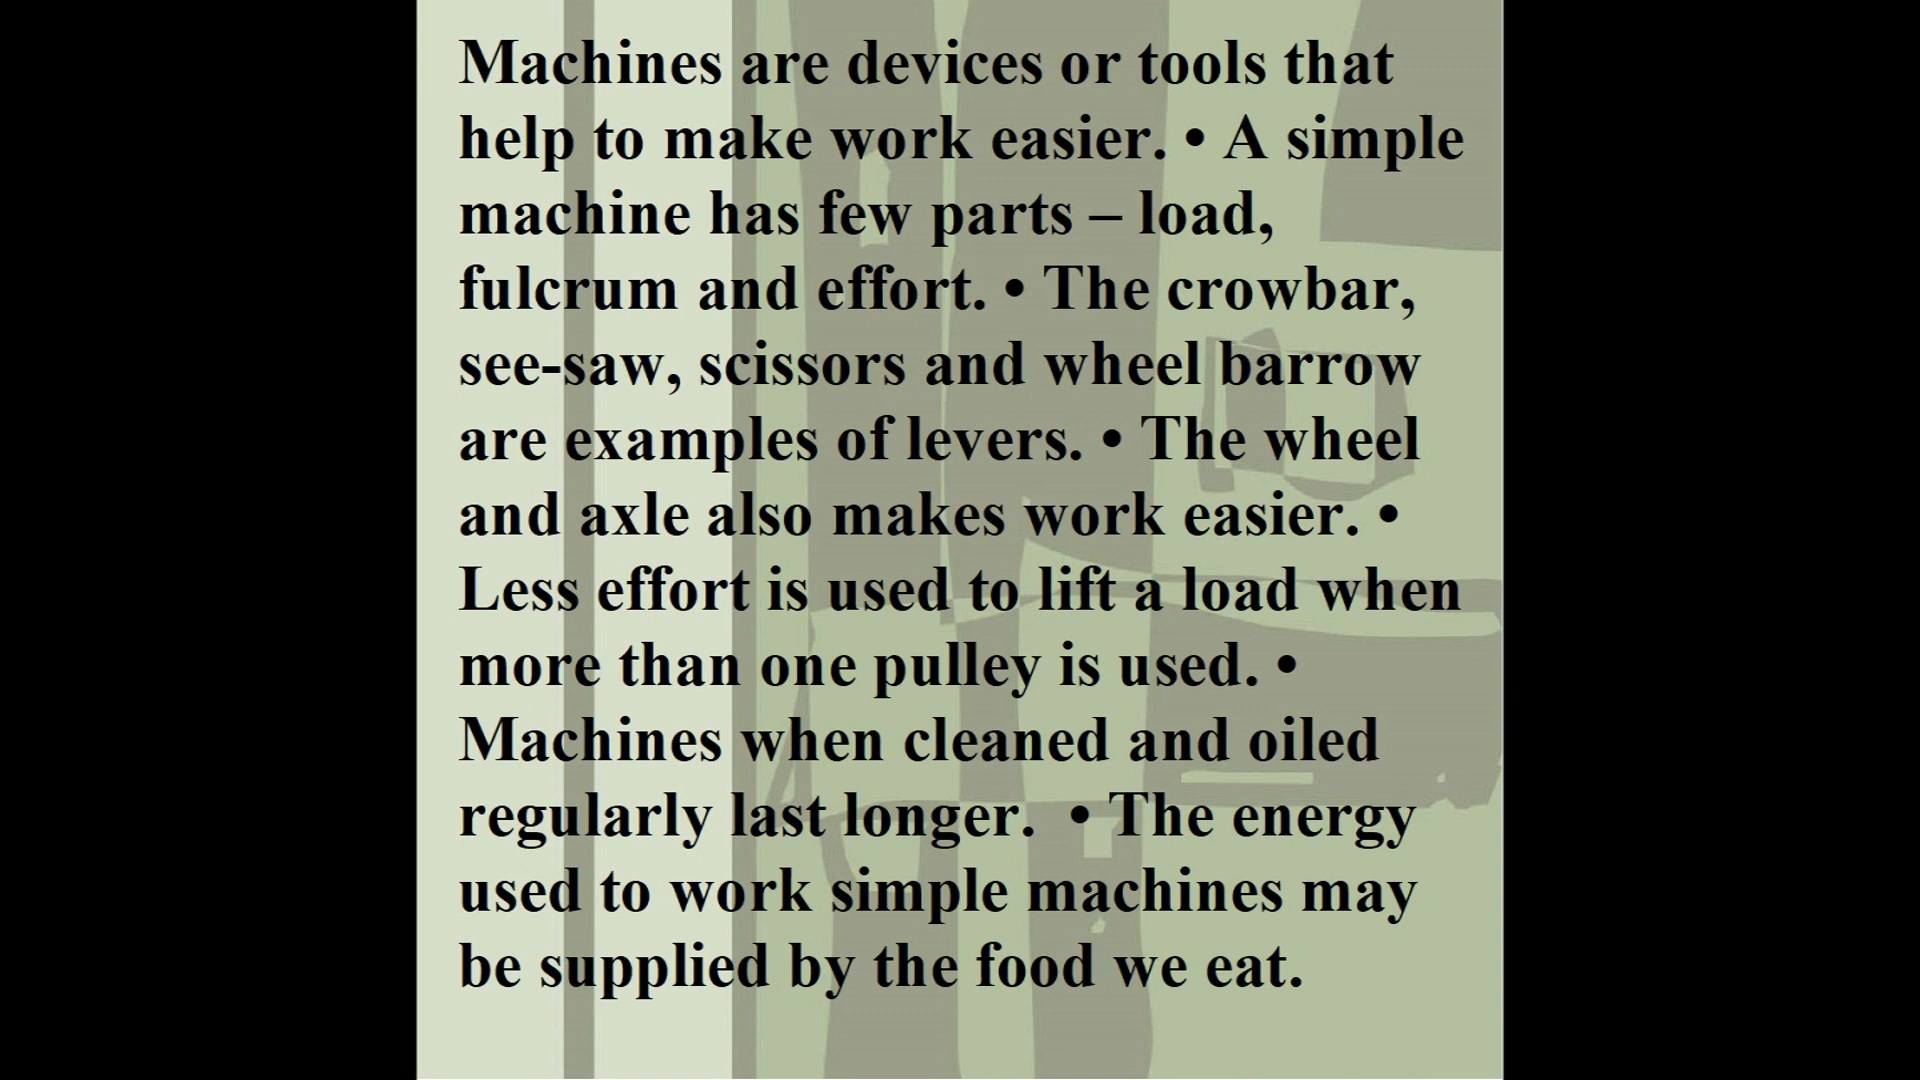 Machines are devices or tools that
help to make work easier. • A simple
machine has few parts – load,
fulcrum and effort. • The crowbar,
see-saw, scissors and wheel barrow
are examples of levers. • The wheel
and axle also makes work easier. •
Less effort is used to lift a load when
more than one pulley is used. •
Machines when cleaned and oiled
regularly last longer.  • The energy
used to work simple machines may
be supplied by the food we eat.